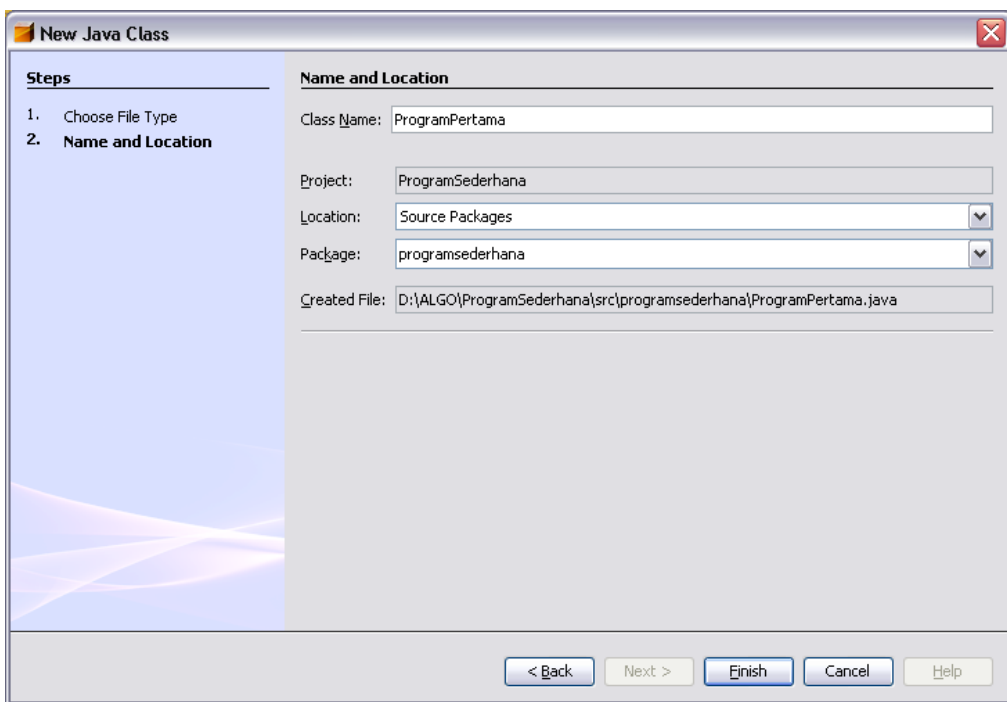 New Java Class
Steps
1. Choose File Type
2. Name and Location
Name and Location
Class Name: ProgramPertama
Project: ProgramSederhana
Location: Source Packages
Package: programsederhana
Created File: D:\ALGO\ProgramSederhana\src\programsederhana\ProgramPertama.java
< Back Next > Finish Cancel Help